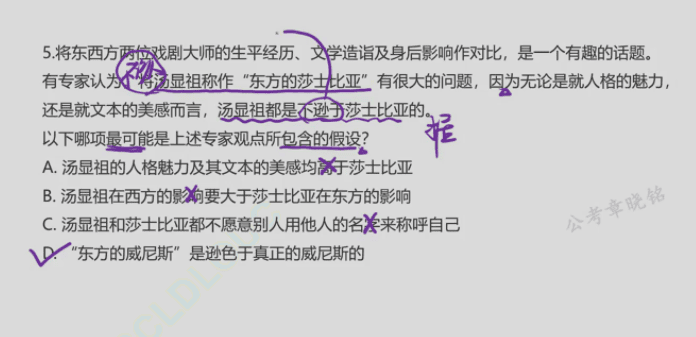 5.将东西方两位戏剧大师的生平经历、文学造诣及身后影响作对比，是一个有趣的话题。
有专家认为，将汤显祖称作“东方的莎士比亚”有很大的问题，因为无论是就人格的魅力，
还是就文本的美感而言，汤显祖都是不逊于莎士比亚的。
以下哪项最可能是上述专家观点所包含的假设？
A. 汤显祖的人格魅力及其文本的美感均高于莎士比亚
B. 汤显祖在西方的影响要大于莎士比亚在东方的影响
C. 汤显祖和莎士比亚都不愿意别人用他人的名字来称呼自己
D. “东方的威尼斯”是逊色于真正的威尼斯的
公考章晓铭